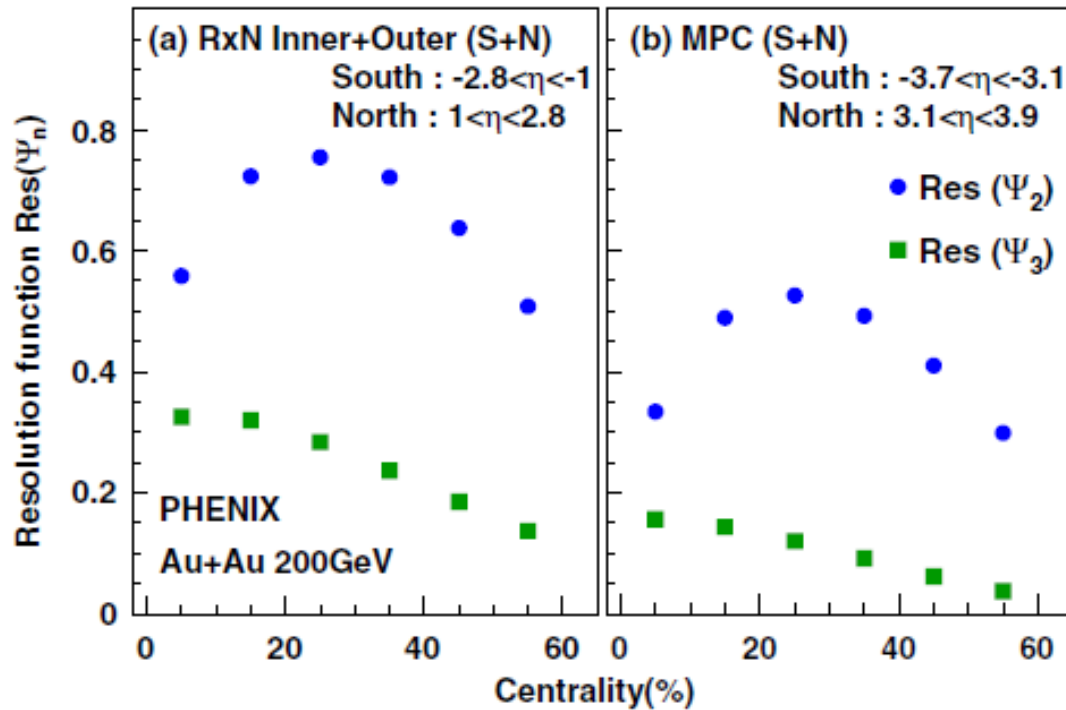 (a) RxN Inner+Outer (S+N)
South : -2.8<η<-1
North : 1<η<2.8
(b) MPC (S+N)
South : -3.7<η<-3.1
North : 3.1<η<3.9
Res (Ψ2)
Res (Ψ3)
Resolution function Res(Ψn)
0.8
0.6
0.4
0.2
0
PHENIX
Au+Au 200GeV
0 20 40 60
0 20 40 60
Centrality(%)